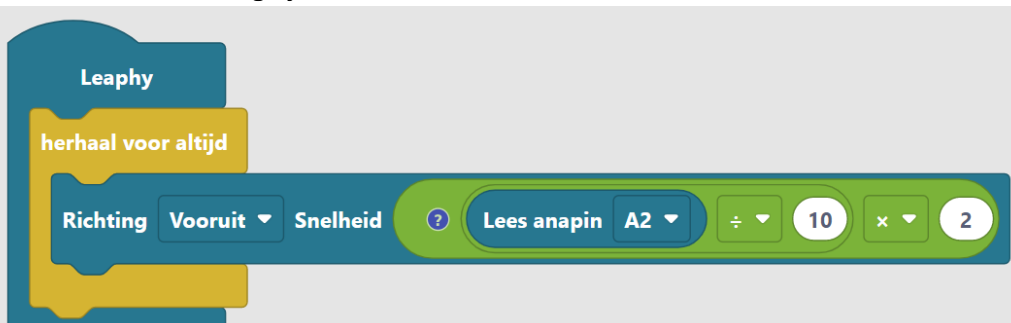 Leaphy
herhaal voor altijd
Richting Vooruit Snelheid ? Lees anapin A2 ÷ 10 × 2